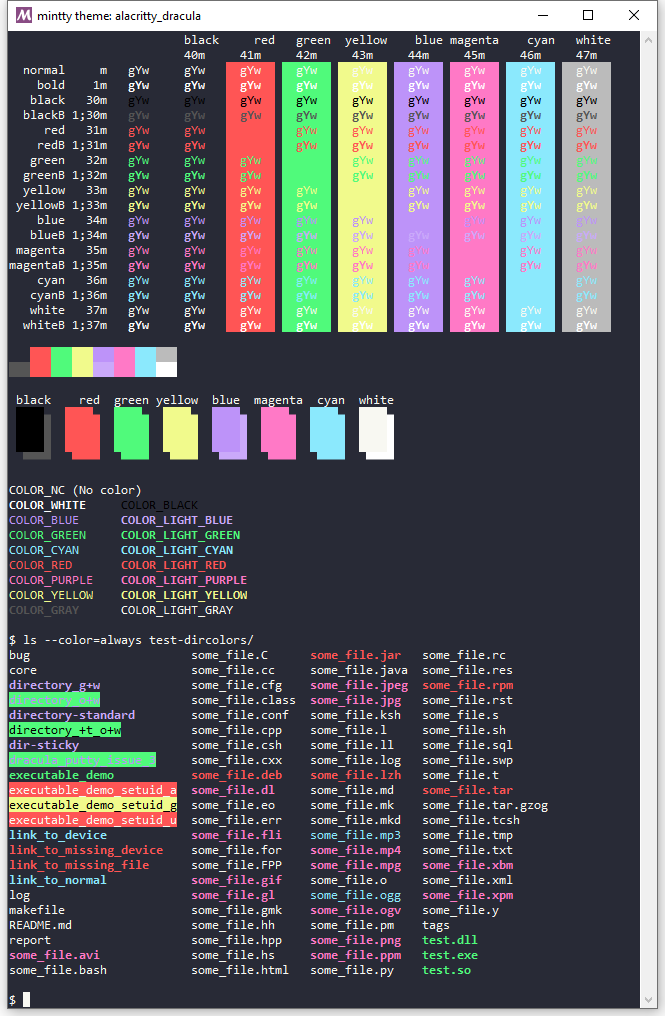 mintty theme: alacritty_dracula
black red green yellow blue magenta cyan white
40m 41m 42m 43m 44m 45m 46m 47m
normal m gYw gYw gYw gYw gYw gYw gYw gYw gYw
bold 1m gYw gYw gYw gYw gYw gYw gYw gYw gYw
black 30m gYw gYw gYw gYw gYw gYw gYw gYw gYw
blackB 1;30m gYw gYw gYw gYw gYw gYw gYw gYw gYw
red 31m gYw gYw gYw gYw gYw gYw gYw gYw
redB 1;31m gYw gYw gYw gYw gYw gYw gYw gYw
green 32m gYw gYw gYw gYw gYw gYw gYw gYw
greenB 1;32m gYw gYw gYw gYw gYw gYw gYw gYw
yellow 33m gYw gYw gYw gYw gYw gYw gYw gYw
yellowB 1;33m gYw gYw gYw gYw gYw gYw gYw gYw
blue 34m gYw gYw gYw gYw gYw gYw gYw gYw
blueB 1;34m gYw gYw gYw gYw gYw gYw gYw gYw gYw
magenta 35m gYw gYw gYw gYw gYw gYw gYw gYw
magentaB 1;35m gYw gYw gYw gYw gYw gYw gYw gYw
cyan 36m gYw gYw gYw gYw gYw gYw gYw gYw
cyanB 1;36m gYw gYw gYw gYw gYw gYw gYw gYw
white 37m gYw gYw gYw gYw gYw gYw gYw gYw gYw
whiteB 1;37m gYw gYw gYw gYw gYw gYw gYw gYw gYw
black red green yellow blue magenta cyan white
COLOR_NC (No color)
COLOR_WHITE COLOR_BLACK
COLOR_BLUE COLOR_LIGHT_BLUE
COLOR_GREEN COLOR_LIGHT_GREEN
COLOR_CYAN COLOR_LIGHT_CYAN
COLOR_RED COLOR_LIGHT_RED
COLOR_PURPLE COLOR_LIGHT_PURPLE
COLOR_YELLOW COLOR_LIGHT_YELLOW
COLOR_GRAY COLOR_LIGHT_GRAY
$ ls --color=always test-dircolors/
bug some_file.C some_file.jar some_file.rc
core some_file.cc some_file.java some_file.res
directory_g+w some_file.cfg some_file.jpeg some_file.rpm
some_file.class some_file.jpg some_file.rst
directory-standard some_file.conf some_file.ksh some_file.s
directory_+t_o+w some_file.cpp some_file.l some_file.sh
dir-sticky some_file.csh some_file.ll some_file.sql
some_file.cxx some_file.log some_file.swp
executable_demo some_file.deb some_file.lzh some_file.t
executable_demo_setuid_a some_file.dl some_file.md some_file.tar
executable_demo_setuid_g some_file.eo some_file.mk some_file.tar.gzog
executable_demo_setuid_u some_file.err some_file.mkd some_file.tcsh
link_to_device some_file.fli some_file.mp3 some_file.tmp
link_to_missing_device some_file.for some_file.mp4 some_file.txt
link_to_missing_file some_file.FPP some_file.mpg some_file.xbm
link_to_normal some_file.gif some_file.o some_file.xml
log some_file.gl some_file.ogg some_file.xpm
makefile some_file.gmk some_file.ogv some_file.y
README.md some_file.hh some_file.pm tags
report some_file.hpp some_file.png test.dll
some_file.avi some_file.hs some_file.ppm test.exe
some_file.bash some_file.html some_file.py test.so
$